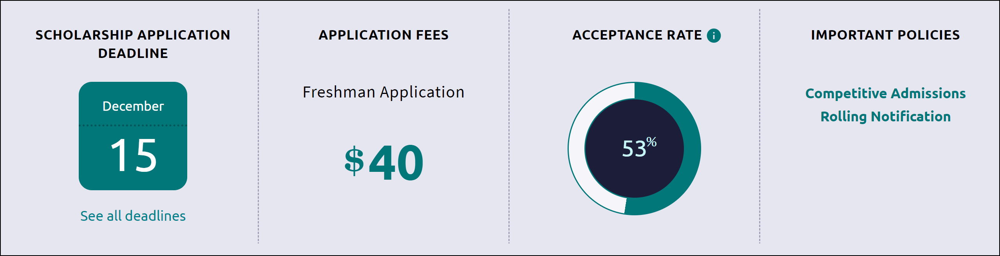 SCHOLARSHIP APPLICATION
DEADLINE
December
15
See all deadlines
APPLICATION FEES
Freshman Application
$40
ACCEPTANCE RATE i
53%
IMPORTANT POLICIES
Competitive Admissions
Rolling Notification